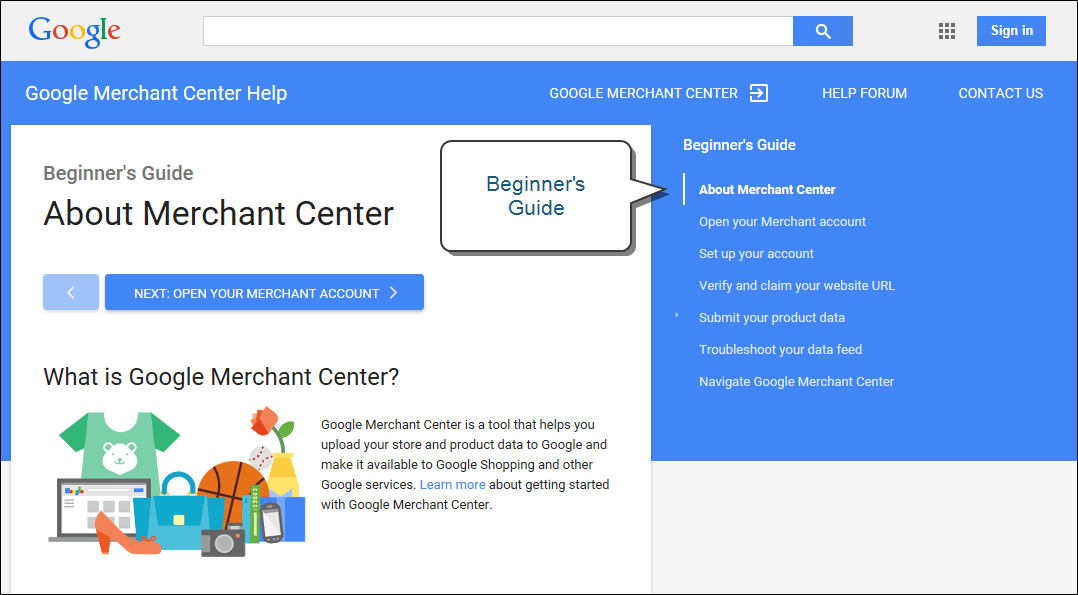 Google
Sign in
Google Merchant Center Help
GOOGLE MERCHANT CENTER
HELP FORUM
CONTACT US
Beginner's Guide
About Merchant Center
NEXT: OPEN YOUR MERCHANT ACCOUNT
Beginner's
Guide
What is Google Merchant Center?
Google Merchant Center is a tool that helps you
upload your store and product data to Google and
make it available to Google Shopping and other
Google services. Learn more about getting started
with Google Merchant Center.
Beginner's Guide
About Merchant Center
Open your Merchant account
Set up your account
Verify and claim your website URL
Submit your product data
Troubleshoot your data feed
Navigate Google Merchant Center